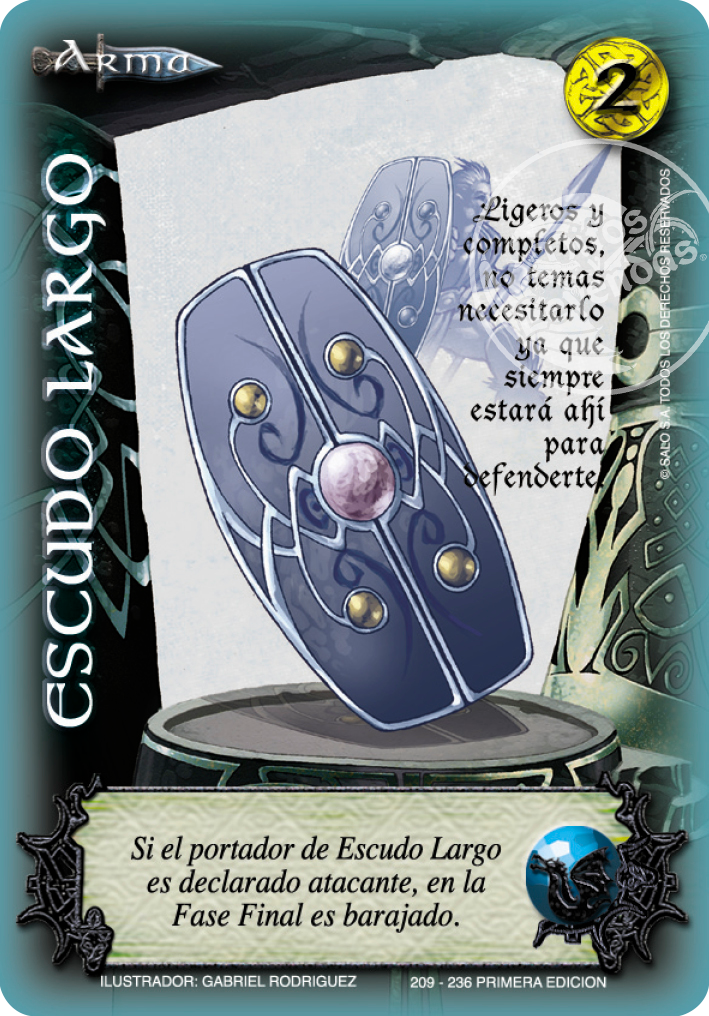 Arma
2
ESCUDO LARGO
Ligeros y
completos,
no temas
necesitarlo
ya que
siempre
estará ahí
para
defenderte.
© SALO S.A. TODOS LOS DERECHOS RESERVADOS
Si el portador de Escudo Largo
es declarado atacante, en la
Fase Final es barajado.
ILUSTRADOR: GABRIEL RODRIGUEZ
209 - 236 PRIMERA EDICION